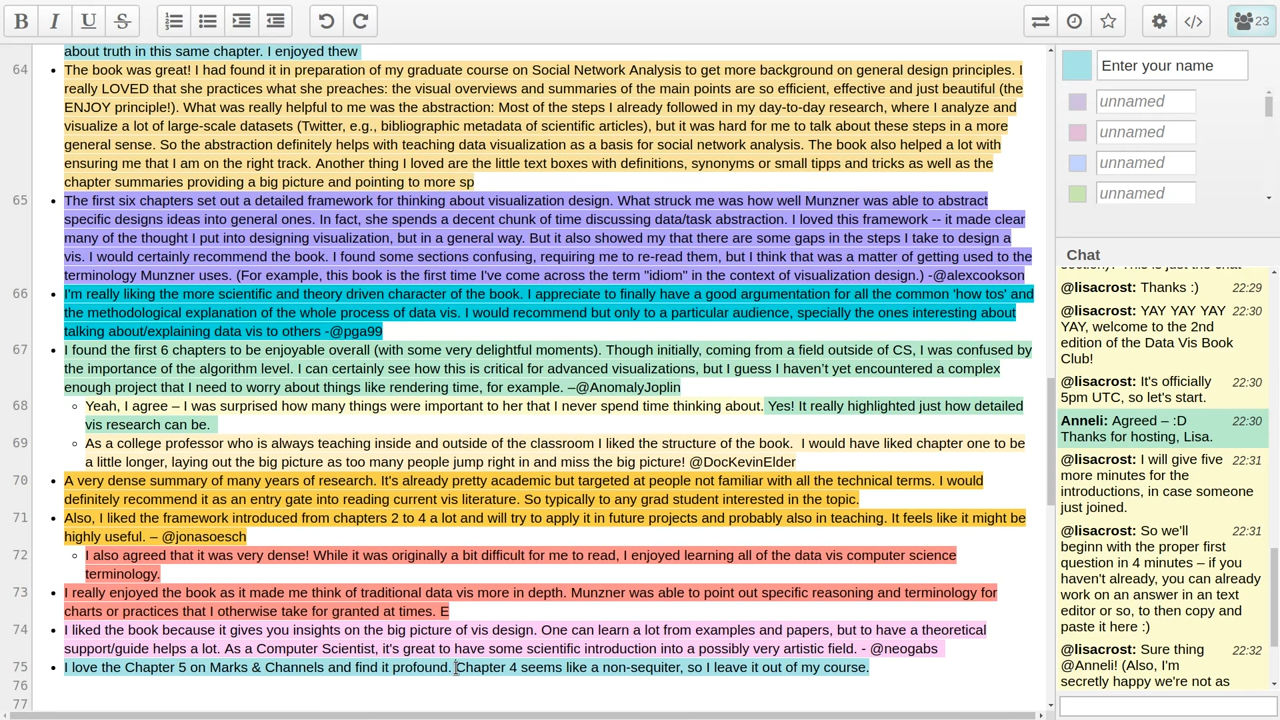 B I U S
23
about truth in this same chapter. I enjoyed thew
64 The book was great! I had found it in preparation of my graduate course on Social Network Analysis to get more background on general design principles. I
really LOVED that she practices what she preaches: the visual overviews and summaries of the main points are so efficient, effective and just beautiful (the
ENJOY principle!). What was really helpful to me was the abstraction: Most of the steps I already followed in my day-to-day research, where I analyze and
visualize a lot of large-scale datasets (Twitter, e.g., bibliographic metadata of scientific articles), but it was hard for me to talk about these steps in a more
general sense. So the abstraction definitely helps with teaching data visualization as a basis for social network analysis. The book also helped a lot with
ensuring me that I am on the right track. Another thing I loved are the little text boxes with definitions, synonyms or small tipps and tricks as well as the
chapter summaries providing a big picture and pointing to more sp
65 The first six chapters set out a detailed framework for thinking about visualization design. What struck me was how well Munzner was able to abstract
specific designs ideas into general ones. In fact, she spends a decent chunk of time discussing data/task abstraction. I loved this framework -- it made clear
many of the thought I put into designing visualization, but in a general way. But it also showed my that there are some gaps in the steps I take to design a
vis. I would certainly recommend the book. I found some sections confusing, requiring me to re-read them, but I think that was a matter of getting used to the
terminology Munzner uses. (For example, this book is the first time I've come across the term "idiom" in the context of visualization design.) -@alexcookson
66 I'm really liking the more scientific and theory driven character of the book. I appreciate to finally have a good argumentation for all the common 'how tos' and
the methodological explanation of the whole process of data vis. I would recommend but only to a particular audience, specially the ones interesting about
talking about/explaining data vis to others -@pga99
67 I found the first 6 chapters to be enjoyable overall (with some very delightful moments). Though initially, coming from a field outside of CS, I was confused by
the importance of the algorithm level. I can certainly see how this is critical for advanced visualizations, but I guess I haven't yet encountered a complex
enough project that I need to worry about things like rendering time, for example. –@AnomalyJoplin
68 Yeah, I agree – I was surprised how many things were important to her that I never spend time thinking about. Yes! It really highlighted just how detailed
vis research can be.
69 As a college professor who is always teaching inside and outside of the classroom I liked the structure of the book.  I would have liked chapter one to be
a little longer, laying out the big picture as too many people jump right in and miss the big picture! @DocKevinElder
70 A very dense summary of many years of research. It's already pretty academic but targeted at people not familiar with all the technical terms. I would
definitely recommend it as an entry gate into reading current vis literature. So typically to any grad student interested in the topic.
71 Also, I liked the framework introduced from chapters 2 to 4 a lot and will try to apply it in future projects and probably also in teaching. It feels like it might be
highly useful. – @jonasoesch
72 I also agreed that it was very dense! While it was originally a bit difficult for me to read, I enjoyed learning all of the data vis computer science
terminology.
73 I really enjoyed the book as it made me think of traditional data vis more in depth. Munzner was able to point out specific reasoning and terminology for
charts or practices that I otherwise take for granted at times. E
74 I liked the book because it gives you insights on the big picture of vis design. One can learn a lot from examples and papers, but to have a theoretical
support/guide helps a lot. As a Computer Scientist, it's great to have some scientific introduction into a possibly very artistic field. - @neogabs
75 I love the Chapter 5 on Marks & Channels and find it profound. Chapter 4 seems like a non-sequiter, so I leave it out of my course.
76
77
Enter your name
unnamed
unnamed
unnamed
unnamed
Chat
@lisacrost: Thanks :) 22:29
@lisacrost: YAY YAY YAY 22:30
YAY, welcome to the 2nd
edition of the Data Vis Book
Club!
@lisacrost: It's officially 22:30
5pm UTC, so let's start.
Anneli: Agreed – :D 22:30
Thanks for hosting, Lisa.
@lisacrost: I will give five 22:31
more minutes for the
introductions, in case someone
just joined.
@lisacrost: So we'll 22:31
beginn with the proper first
question in 4 minutes – if you
haven't already, you can already
work on an answer in an text
editor or so, to then copy and
paste it here :)
@lisacrost: Sure thing 22:32
@Anneli! (Also, I'm
secretly happy we're not as